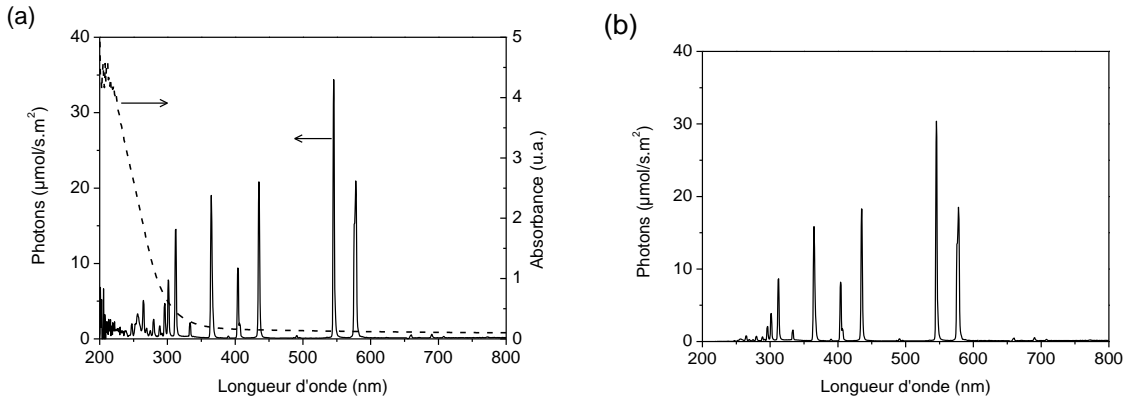 (a)
40
30
20
10
0
Photons (µmol/s.m²)
200 300 400 500 600 700 800
Longueur d'onde (nm)
5
4
3
2
1
0
Absorbance (u.a.)
(b)
40
30
20
10
0
Photons (µmol/s.m²)
200 300 400 500 600 700 800
Longueur d'onde (nm)